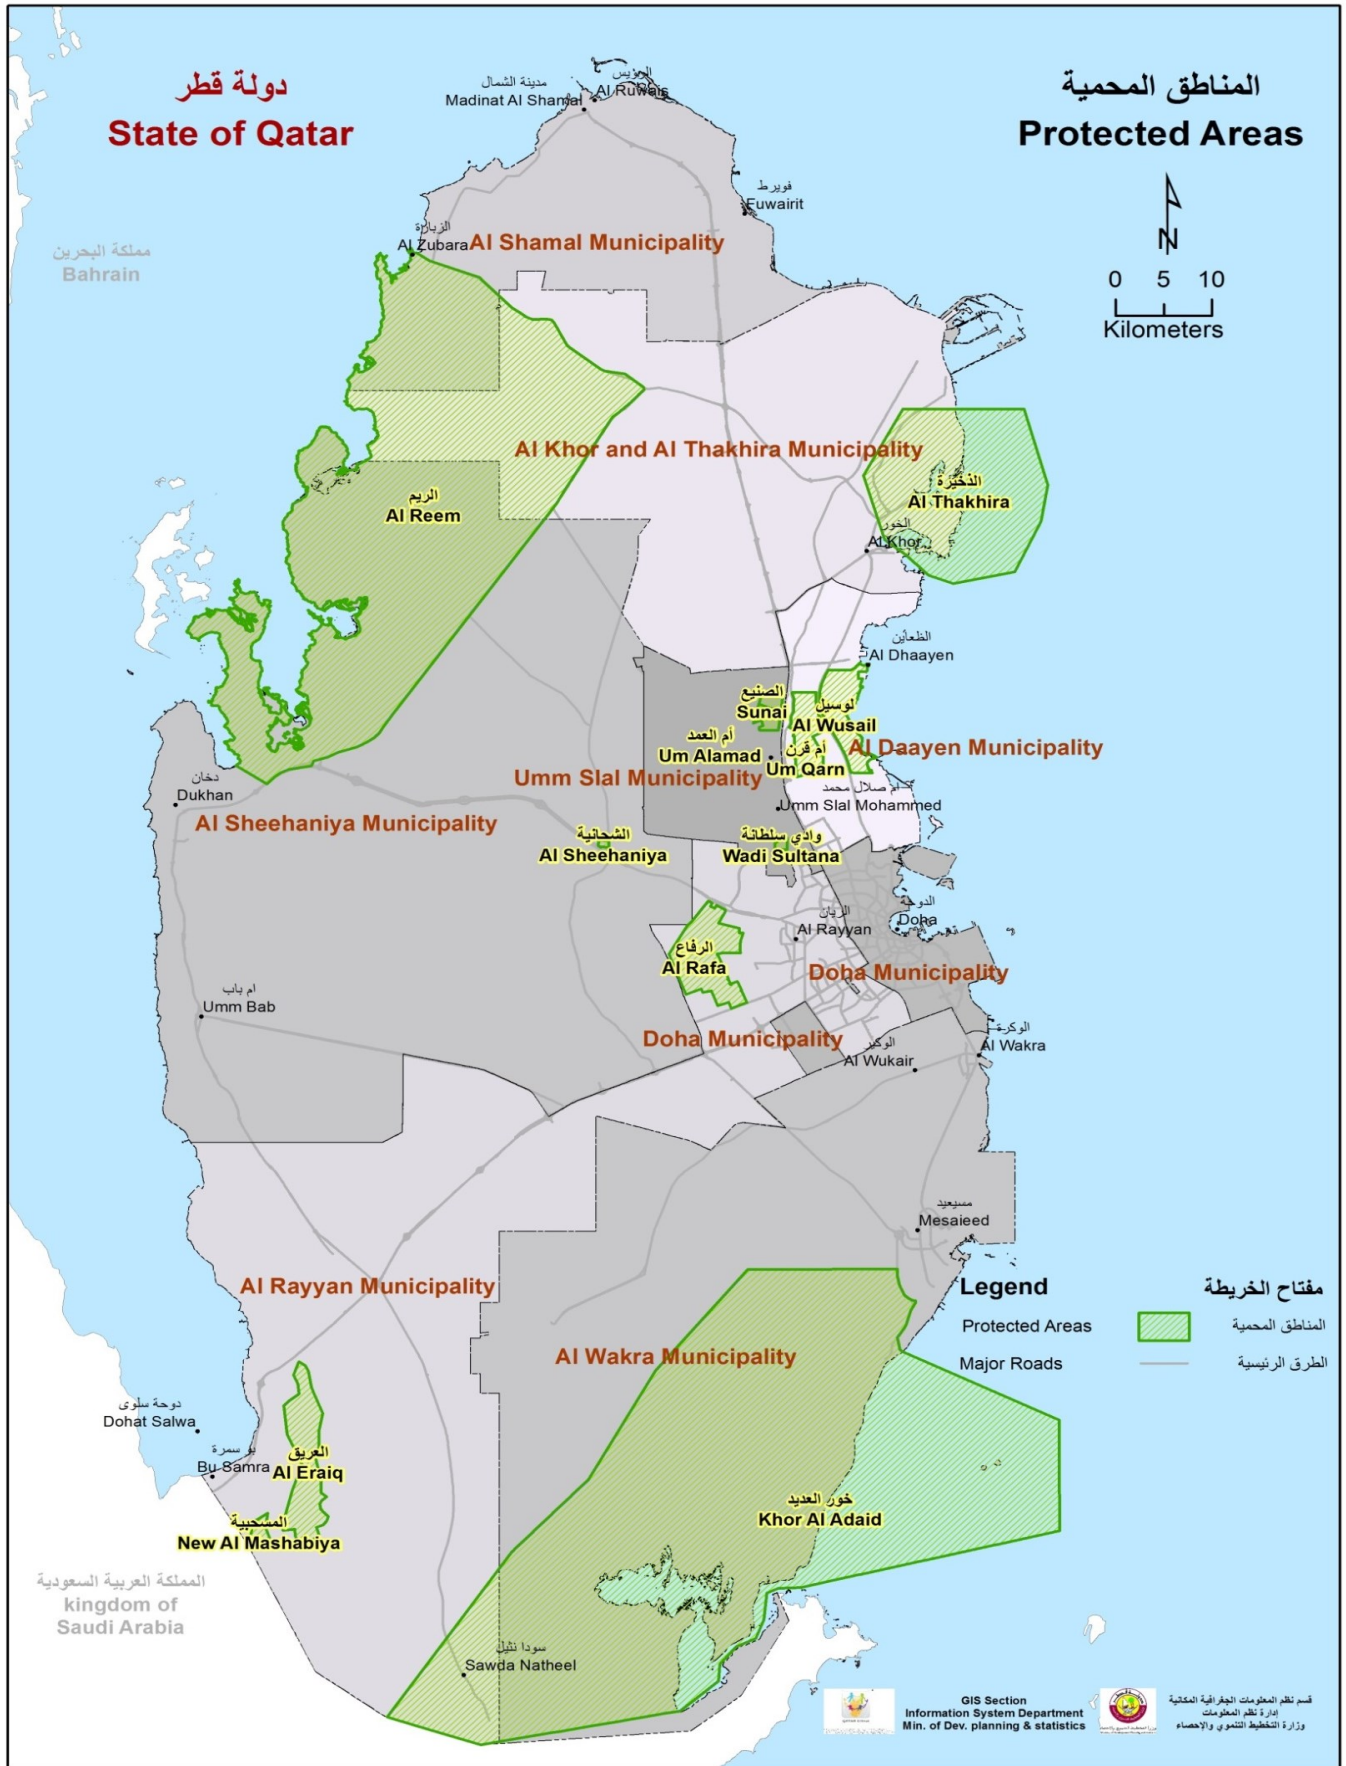 دولة قطر
State of Qatar
المناطق المحمية
Protected Areas
N
0 5 10
Kilometers
مملكة البحرين
Bahrain
مدينة الشمال
Madinat Al Shamal
الرويس
Al Ruwais
فويرط
Fuwairit
الزبارة
Al Zubara
Al Shamal Municipality
Al Khor and Al Thakhira Municipality
الذخيرة
Al Thakhira
الريم
Al Reem
الخور
Al Khor
الظعاين
Al Dhaayen
الصنيع
Sunai
لوسيل
Al Wusail
أم العمد
Um Alamad
أم قرن
Um Qarn
Al Daayen Municipality
Umm Slal Municipality
دخان
Dukhan
ام صلال محمد
Umm Slal Mohammed
Al Sheehaniya Municipality
الشحانية
Al Sheehaniya
وادي سلطانة
Wadi Sultana
الدوحة
Doha
الريان
Al Rayyan
الرفاع
Al Rafa
Doha Municipality
ام باب
Umm Bab
Doha Municipality
الوكرة
Al Wakra
الوكير
Al Wukair
مسيعيد
Mesaieed
Al Rayyan Municipality
Legend
مفتاح الخريطة
Protected Areas
المناطق المحمية
Major Roads
الطرق الرئيسية
Al Wakra Municipality
دوحة سلوى
Dohat Salwa
بو سمرة
Bu Samra
العريق
Al Eraiq
المسحبية
New Al Mashabiya
خور العديد
Khor Al Adaid
المملكة العربية السعودية
kingdom of
Saudi Arabia
سودا نثيل
Sawda Natheel
GIS Section
Information System Department
Min. of Dev. planning & statistics
قسم نظم المعلومات الجغرافية المكانية
إدارة نظم المعلومات
وزارة التخطيط التنموي والإحصاء